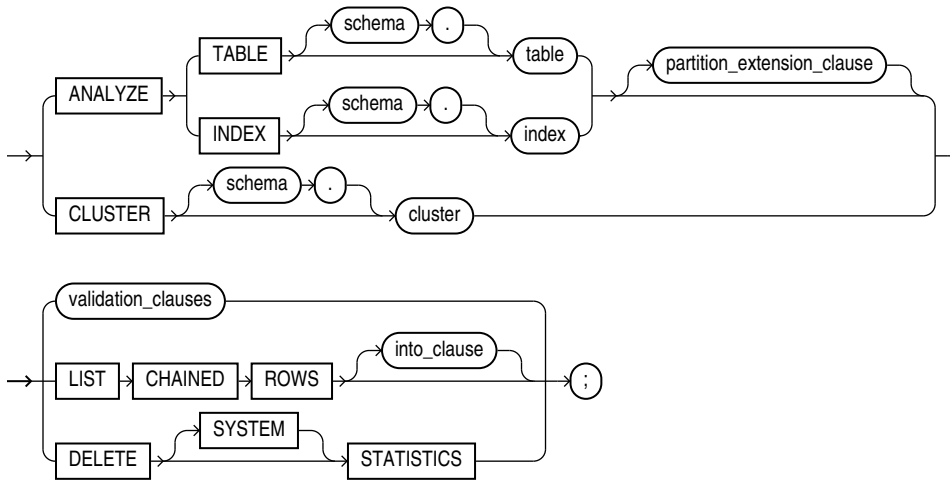 schema .
TABLE table
partition_extension_clause
ANALYZE
schema .
INDEX index
schema .
CLUSTER cluster
validation_clauses
into_clause
LIST CHAINED ROWS ;
SYSTEM
DELETE STATISTICS